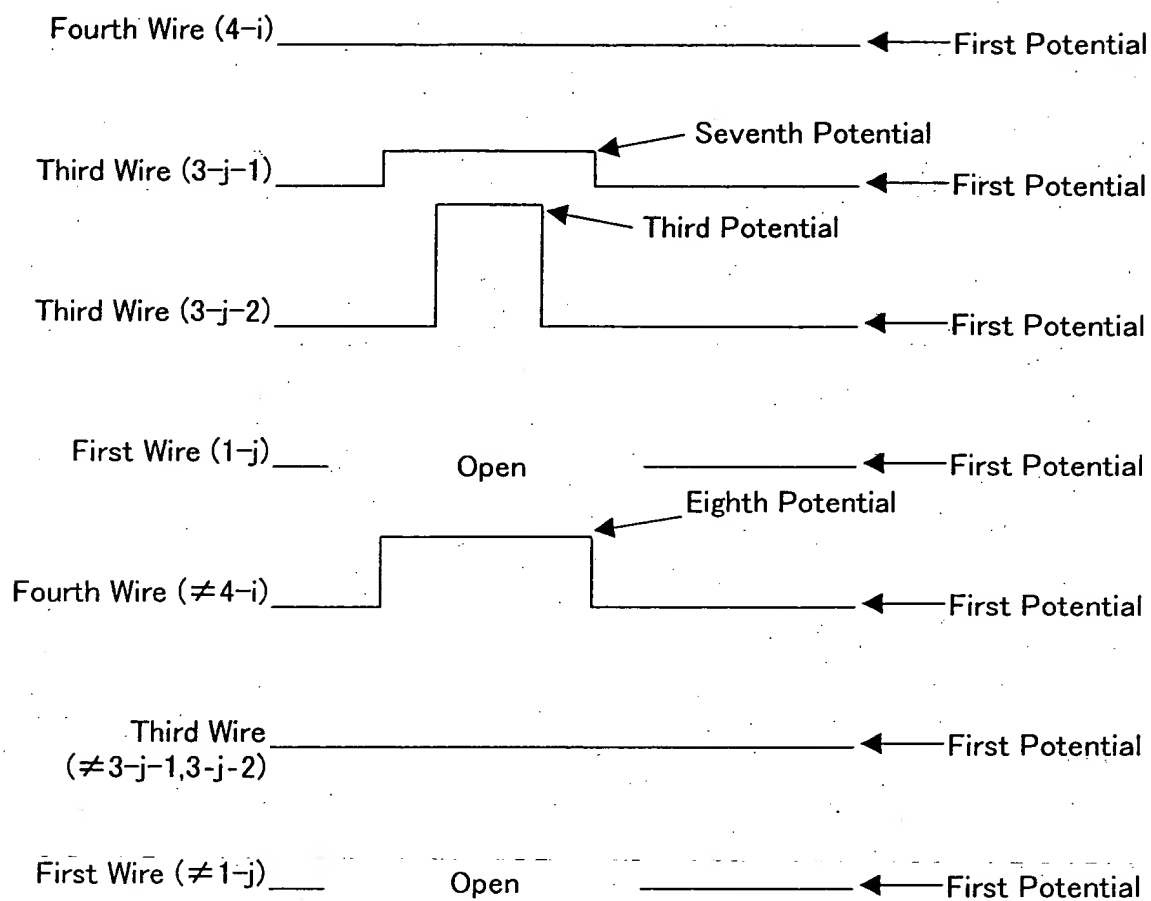 Fourth Wire (4-i)
First Potential
Seventh Potential
Third Wire (3-j-1)
First Potential
Third Potential
Third Wire (3-j-2)
First Potential
First Wire (1-j)
Open
First Potential
Eighth Potential
Fourth Wire (≠4-i)
First Potential
Third Wire
(≠3-j-1,3-j-2)
First Potential
First Wire (≠1-j)
Open
First Potential